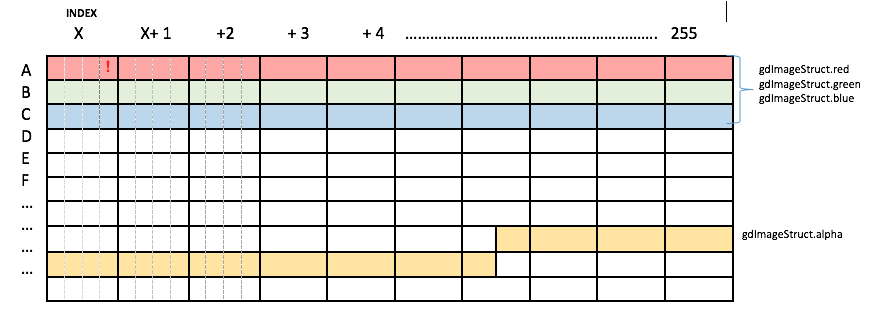 INDEX
X X+ 1 +2 + 3 + 4 ............................................................ 255
A !
B
C
D
E
F
...
...
...
...
gdImageStruct.red
gdImageStruct.green
gdImageStruct.blue
gdImageStruct.alpha